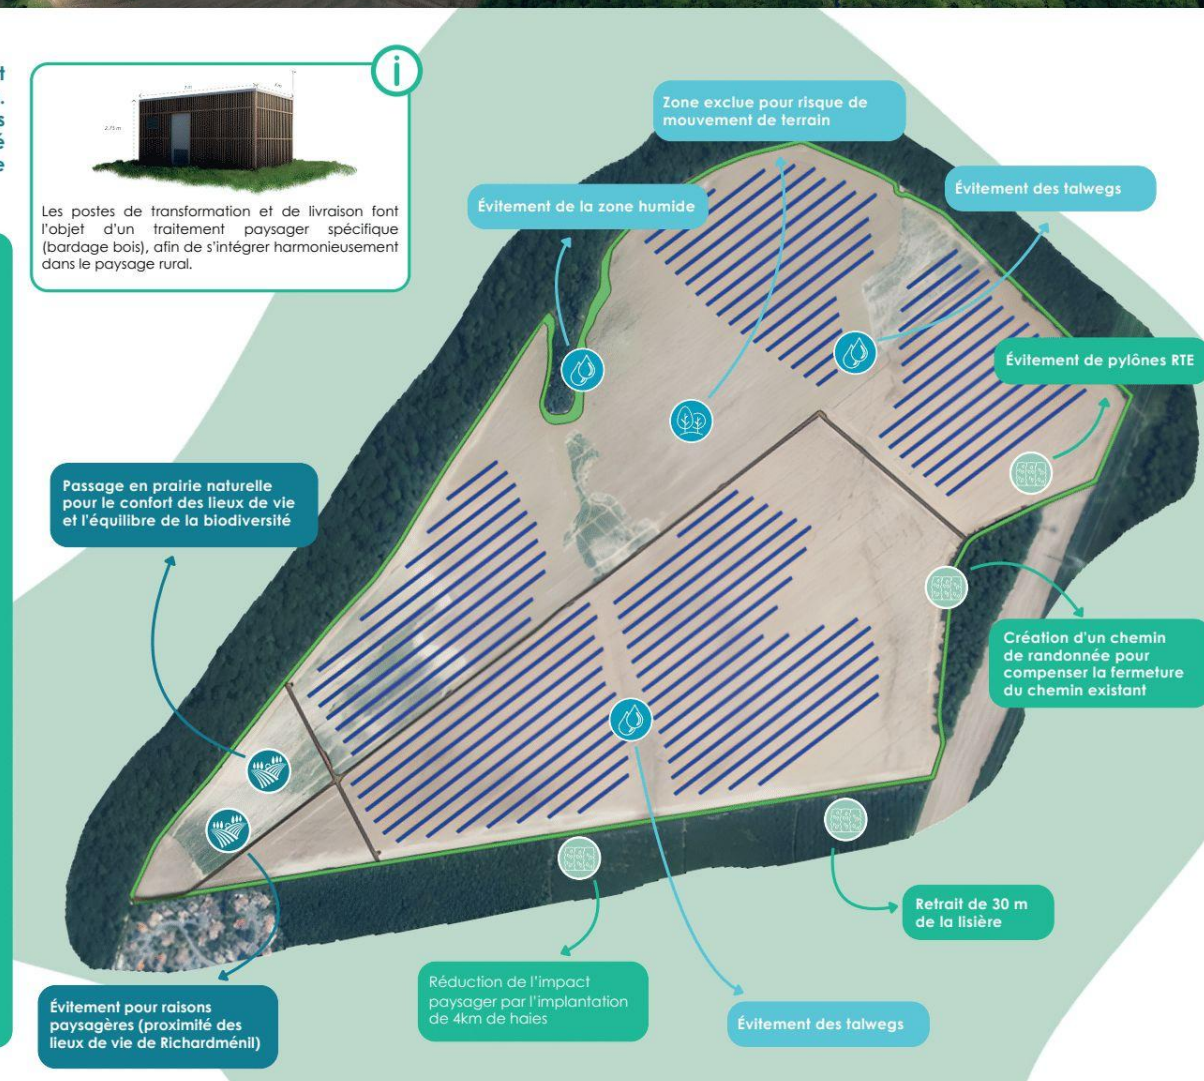 t
.
s
é
e
i
2.75 m
Les postes de transformation et de livraison font
l'objet d'un traitement paysager spécifique
(bardage bois), afin de s'intégrer harmonieusement
dans le paysage rural.
Zone exclue pour risque de
mouvement de terrain
Évitement de la zone humide
Évitement des talwegs
Évitement de pylônes RTE
Passage en prairie naturelle
pour le confort des lieux de vie
et l'équilibre de la biodiversité
Création d'un chemin
de randonnée pour
compenser la fermeture
du chemin existant
Retrait de 30 m
de la lisière
Réduction de l'impact
paysager par l'implantation
de 4km de haies
Évitement pour raisons
paysagères (proximité des
lieux de vie de Richardménil)
Évitement des talwegs